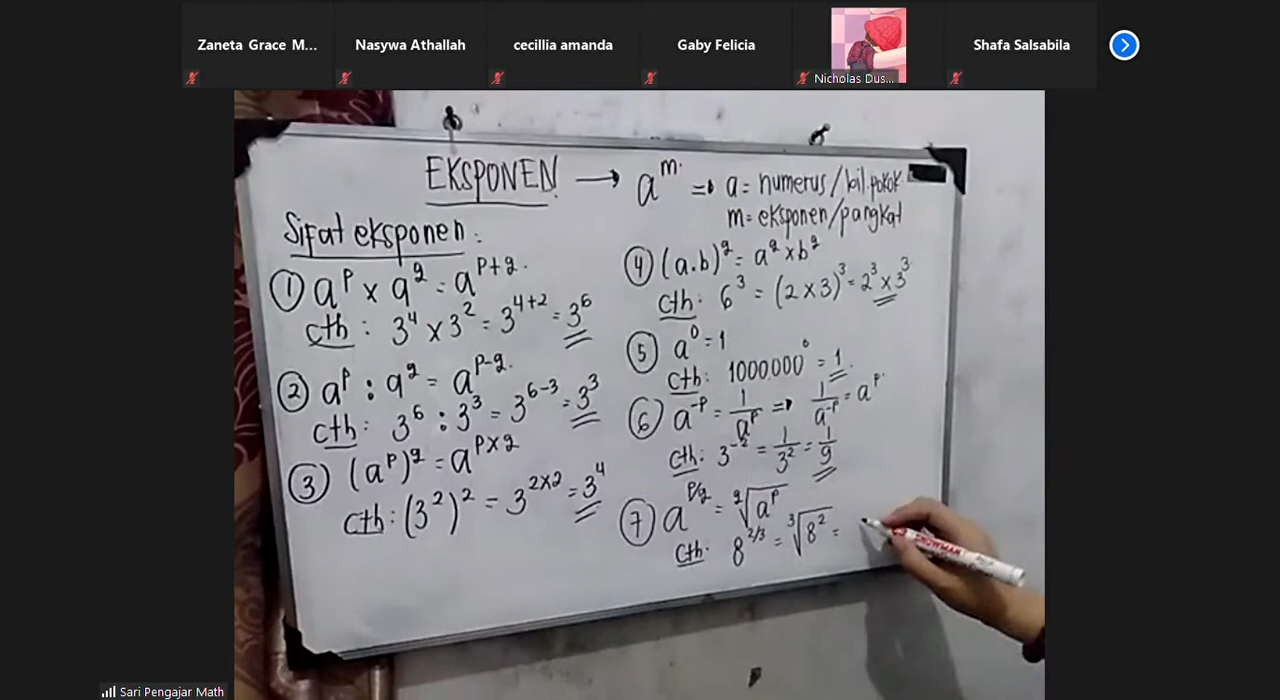 Zaneta Grace M...
Nasywa Athallah
cecillia amanda
Gaby Felicia
Nicholas Dus...
Shafa Salsabila
EKSPONEN → a^m ⇒ a = numerus/bil.pokok
m = eksponen/pangkat
Sifat eksponen :
① a^p × a^q = a^(p+q)
Cth : 3^4 × 3^2 = 3^(4+2) = 3^6
② a^p : a^q = a^(p-q)
Cth : 3^6 : 3^3 = 3^(6-3) = 3^3
③ (a^p)^q = a^(p×q)
Cth : (3^2)^2 = 3^(2×2) = 3^4
④ (a.b)^q = a^q × b^q
Cth : 6^3 = (2 × 3)^3 = 2^3 × 3^3
⑤ a^0 = 1
Cth : 1000.000^0 = 1
⑥ a^-p = 1/a^p ⇒ 1/a^-p = a^p
Cth : 3^-2 = 1/3^2 = 1/9
⑦ a^(p/q) = q√a^p
Cth : 8^(2/3) = 3√8^2 =
SNOWMAN
Sari Pengajar Math